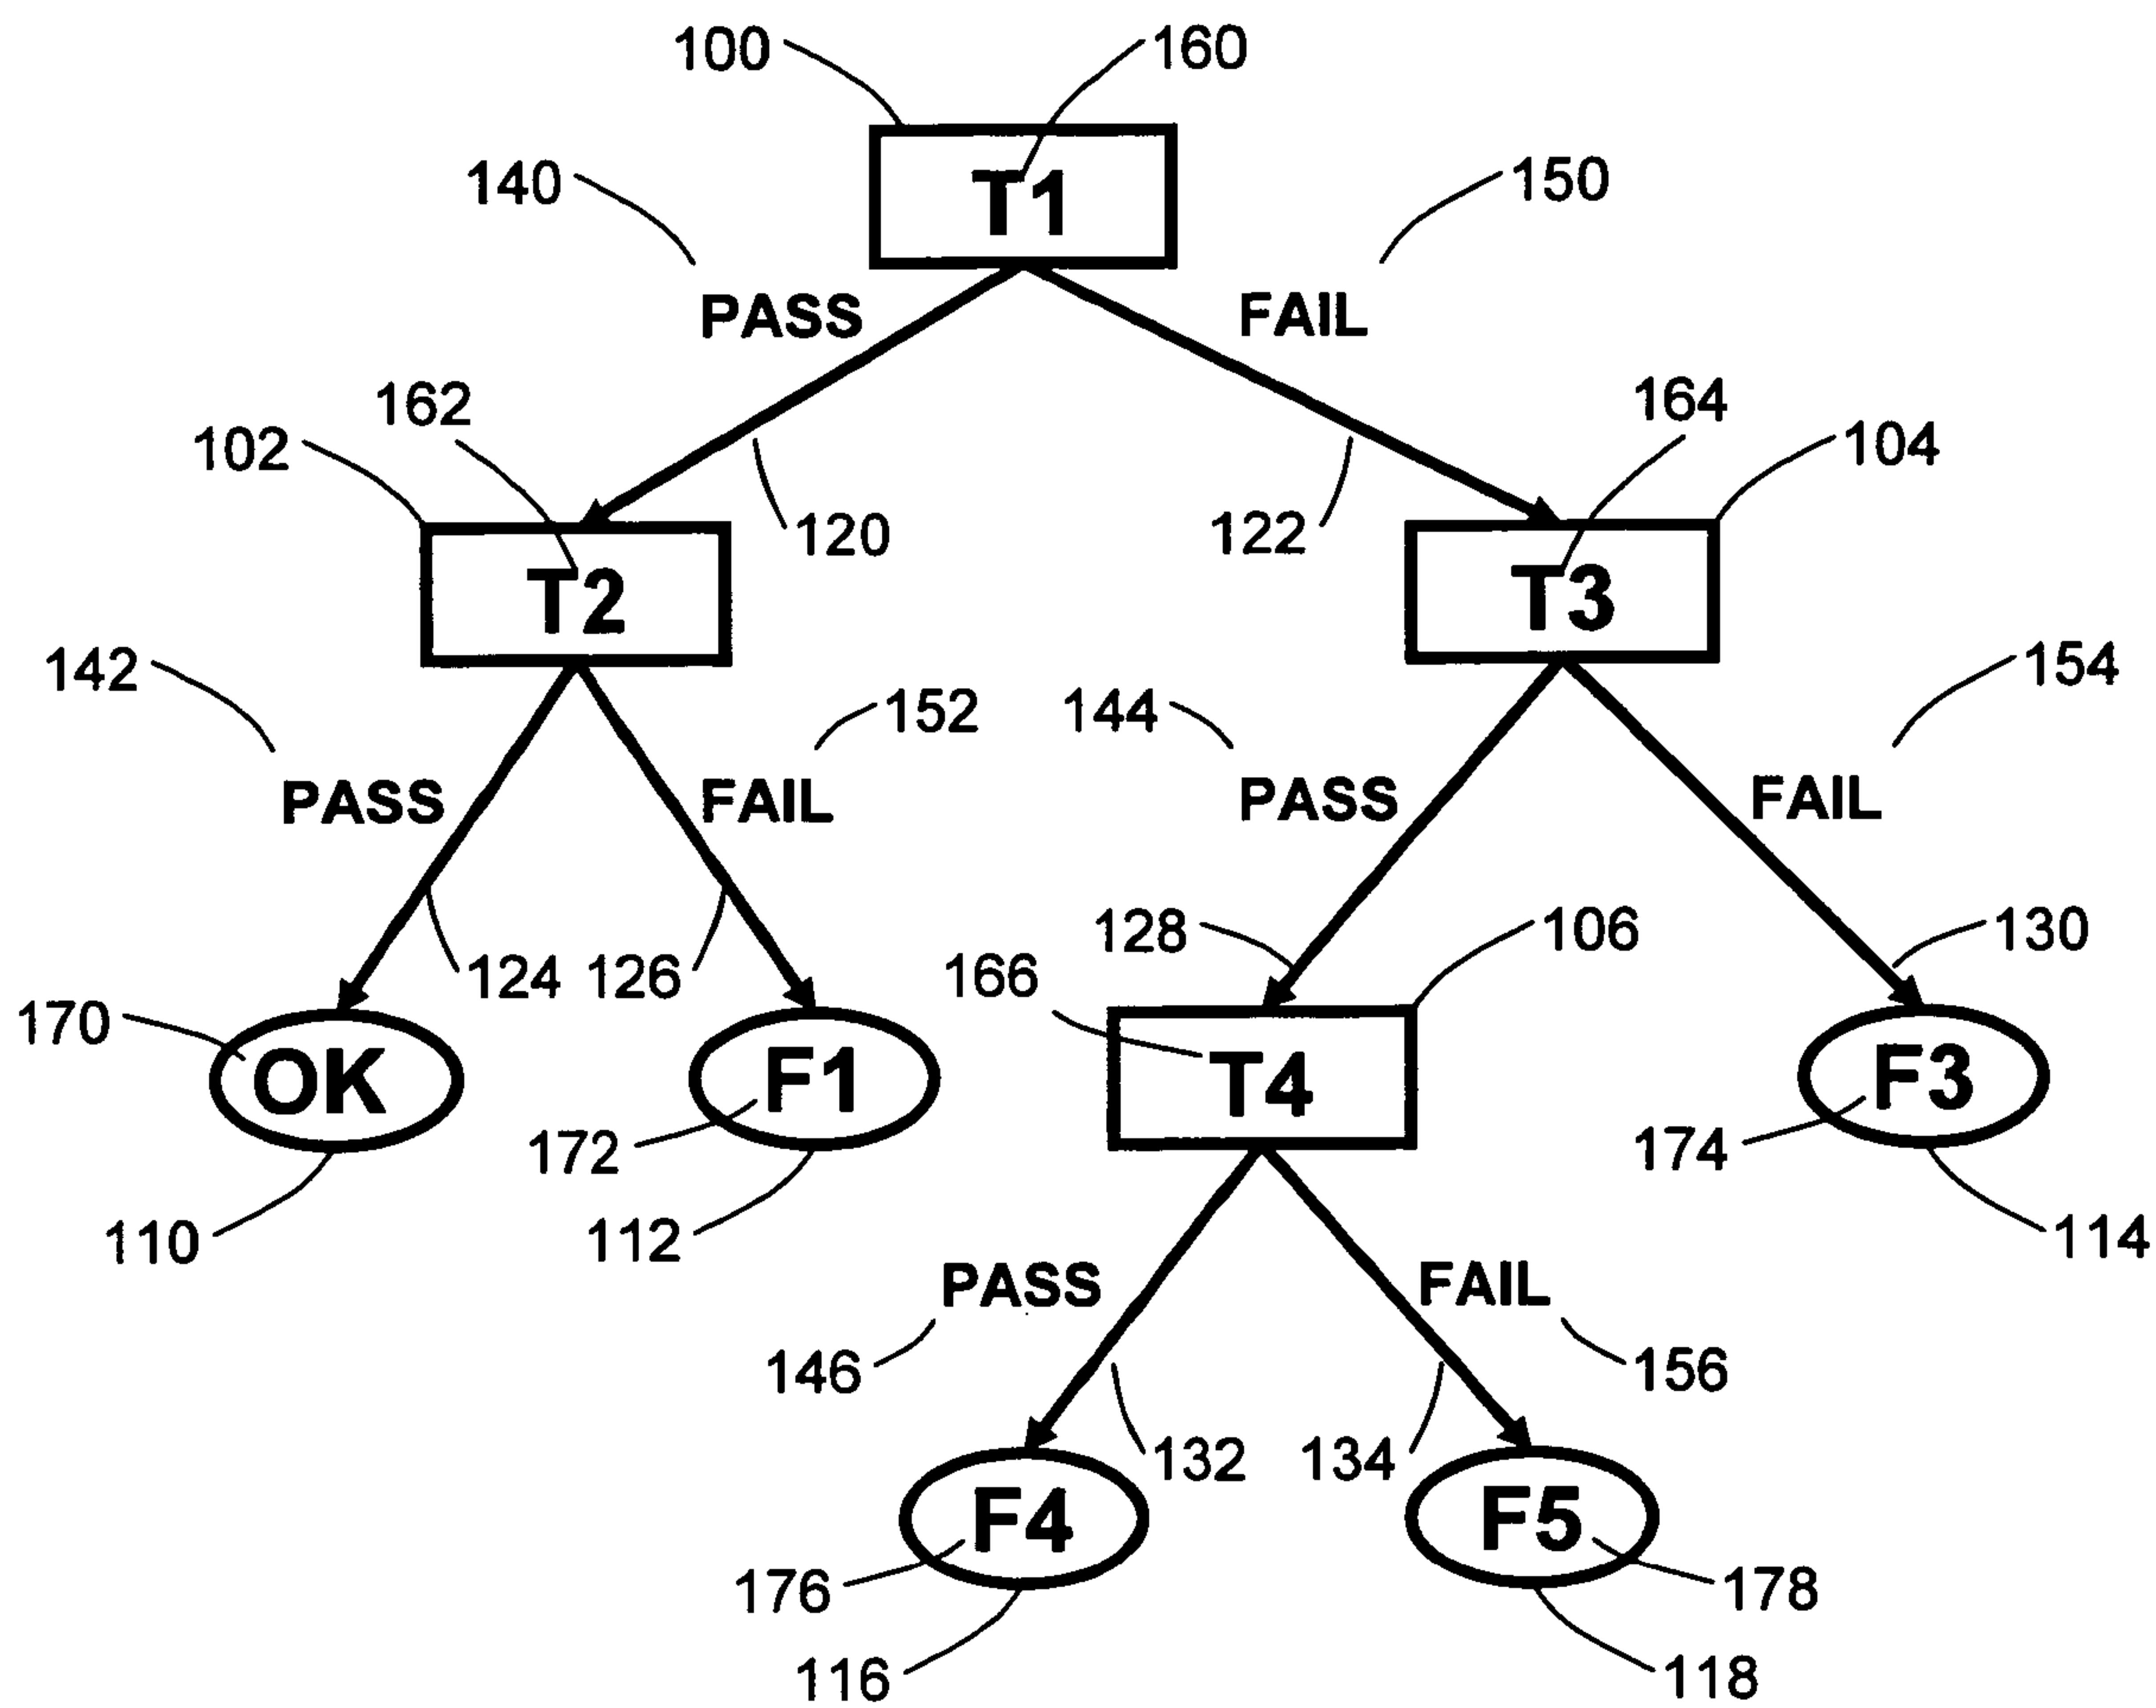 100 160
T1
140 150
PASS FAIL
162 164
102 104
120 122
T2 T3
142 152 144 154
PASS FAIL PASS FAIL
128 106 130
124 126 166
170
OK F1 T4 F3
172 174
110 112 114
PASS FAIL
146 156
132 134
F4 F5
176 178
116 118